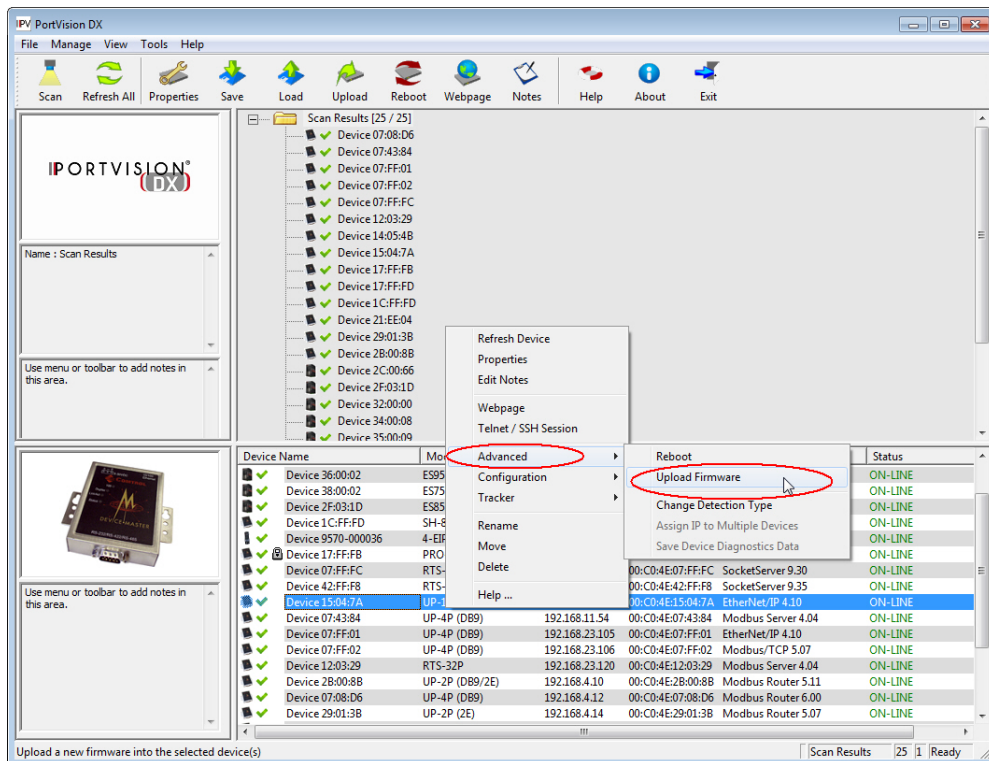 PortVision DX
File Manage View Tools Help
Scan Refresh All Properties Save Load Upload Reboot Webpage Notes Help About Exit
PORTVISION®
(DX)
Name : Scan Results
Use menu or toolbar to add notes in
this area.
Scan Results [25 / 25]
Device 07:08:D6
Device 07:43:84
Device 07:FF:01
Device 07:FF:02
Device 07:FF:FC
Device 12:03:29
Device 14:05:4B
Device 15:04:7A
Device 17:FF:FB
Device 17:FF:FD
Device 1C:FF:FD
Device 21:EE:04
Device 29:01:3B
Device 2B:00:8B
Device 2C:00:66
Device 2F:03:1D
Device 32:00:00
Device 34:00:08
Device 35:00:09
Refresh Device
Properties
Edit Notes
Webpage
Telnet / SSH Session
Advanced
Configuration
Tracker
Rename
Move
Delete
Help ...
Reboot
Upload Firmware
Change Detection Type
Assign IP to Multiple Devices
Save Device Diagnostics Data
DEVICEMASTER
Use menu or toolbar to add notes in
this area.
Device Name Mo Status
Device 36:00:02 ES95 ON-LINE
Device 38:00:02 ES75 ON-LINE
Device 2F:03:1D ES85 ON-LINE
Device 1C:FF:FD SH-8 ON-LINE
Device 9570-000036 4-EIP ON-LINE
Device 17:FF:FB PRO ON-LINE
Device 07:FF:FC RTS- 00:C0:4E:07:FF:FC SocketServer 9.30 ON-LINE
Device 42:FF:F8 RTS- 00:C0:4E:42:FF:F8 SocketServer 9.35 ON-LINE
Device 15:04:7A UP-1 00:C0:4E:15:04:7A EtherNet/IP 4.10 ON-LINE
Device 07:43:84 UP-4P (DB9) 192.168.11.54 00:C0:4E:07:43:84 Modbus Server 4.04 ON-LINE
Device 07:FF:01 UP-4P (DB9) 192.168.23.105 00:C0:4E:07:FF:01 EtherNet/IP 4.10 ON-LINE
Device 07:FF:02 UP-4P (DB9) 192.168.23.106 00:C0:4E:07:FF:02 Modbus/TCP 5.07 ON-LINE
Device 12:03:29 RTS-32P 192.168.23.120 00:C0:4E:12:03:29 Modbus Server 4.04 ON-LINE
Device 2B:00:8B UP-2P (DB9/2E) 192.168.4.10 00:C0:4E:2B:00:8B Modbus Router 5.11 ON-LINE
Device 07:08:D6 UP-4P (DB9) 192.168.4.12 00:C0:4E:07:08:D6 Modbus Router 6.00 ON-LINE
Device 29:01:3B UP-2P (2E) 192.168.4.14 00:C0:4E:29:01:3B Modbus Router 5.07 ON-LINE
Upload a new firmware into the selected device(s) Scan Results 25 1 Ready